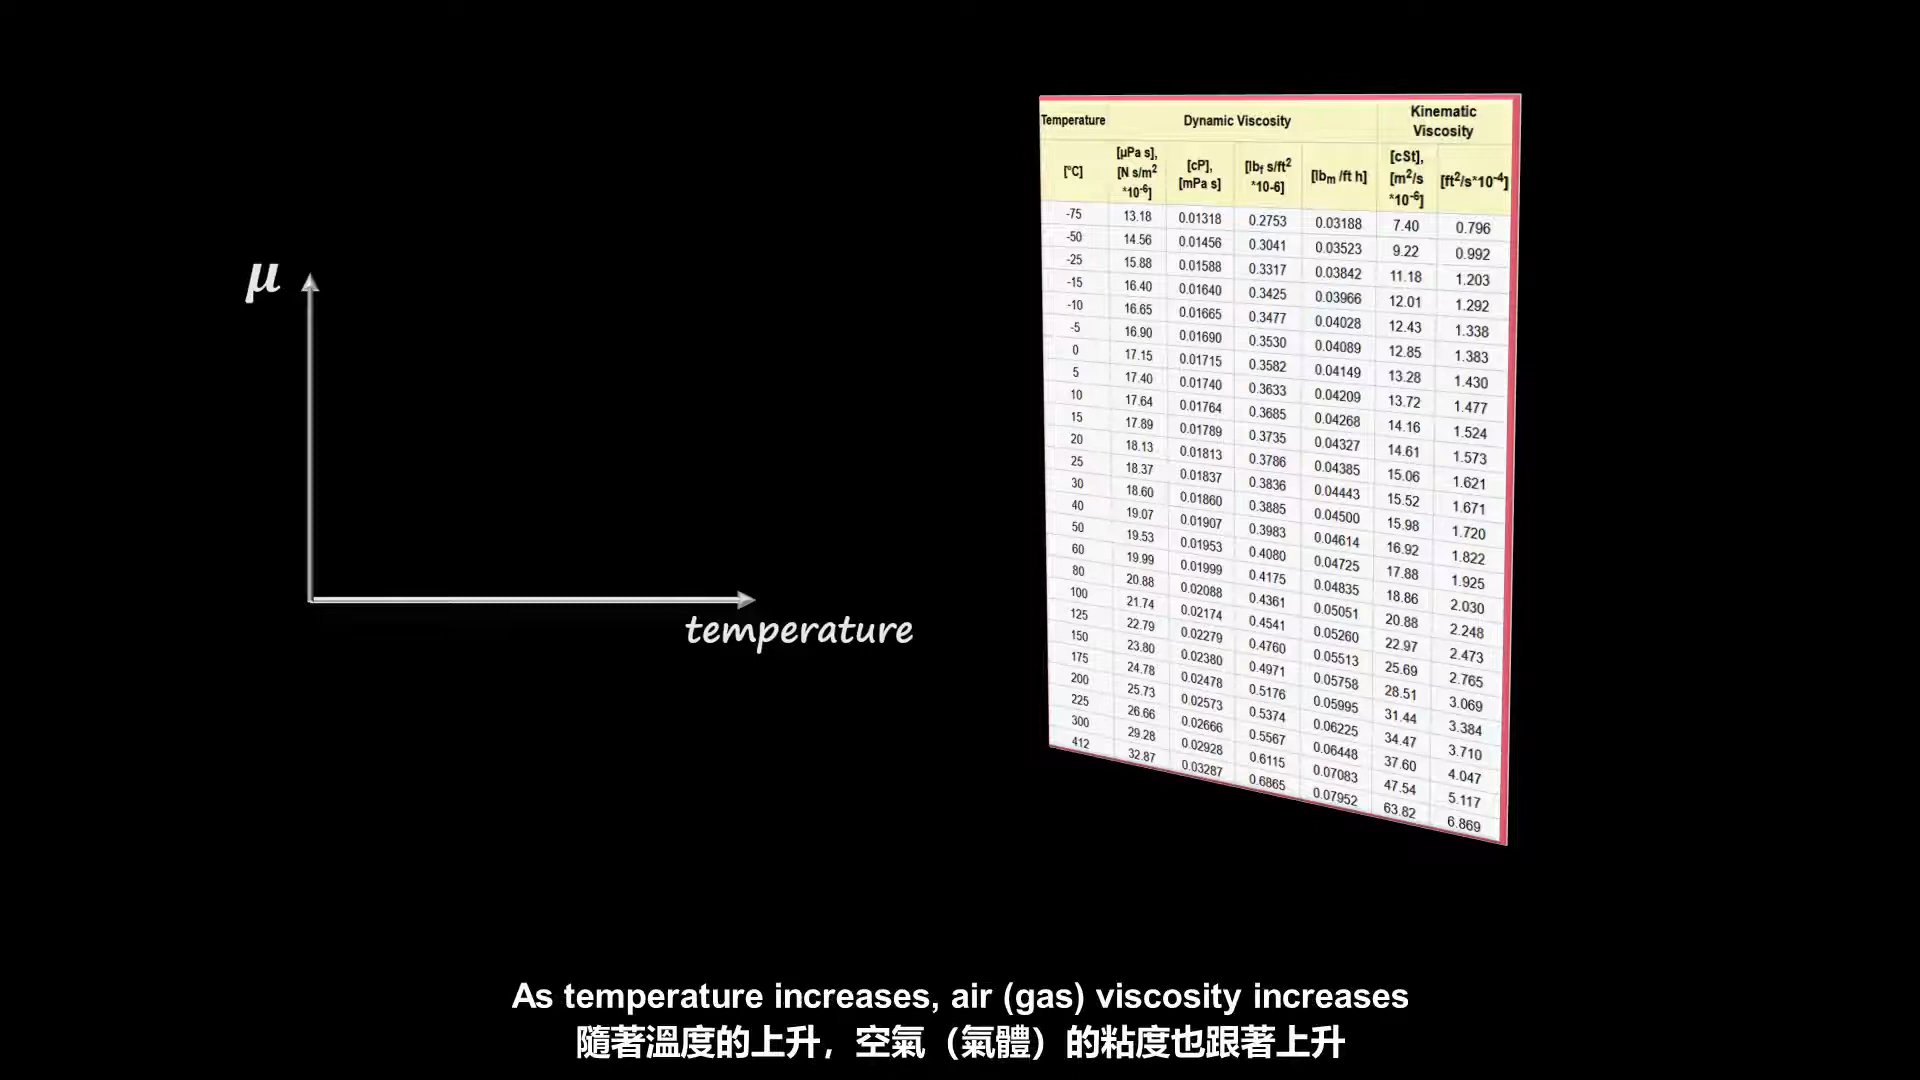 μ
temperature
Temperature Dynamic Viscosity Kinematic Viscosity
[°C] [μPa s], [N s/m² *10⁻⁶] [cP], [mPa s] [lbf s/ft² *10-6] [lbm /ft h] [cSt], [m²/s *10⁻⁶] [ft²/s*10⁻⁴]
-75 13.18 0.01318 0.2753 0.03188 7.40 0.796
-50 14.56 0.01456 0.3041 0.03523 9.22 0.992
-25 15.88 0.01588 0.3317 0.03842 11.18 1.203
-15 16.40 0.01640 0.3425 0.03966 12.01 1.292
-10 16.65 0.01665 0.3477 0.04028 12.43 1.338
-5 16.90 0.01690 0.3530 0.04089 12.85 1.383
0 17.15 0.01715 0.3582 0.04149 13.28 1.430
5 17.40 0.01740 0.3633 0.04209 13.72 1.477
10 17.64 0.01764 0.3685 0.04268 14.16 1.524
15 17.89 0.01789 0.3735 0.04327 14.61 1.573
20 18.13 0.01813 0.3786 0.04385 15.06 1.621
25 18.37 0.01837 0.3836 0.04443 15.52 1.671
30 18.60 0.01860 0.3885 0.04500 15.98 1.720
40 19.07 0.01907 0.3983 0.04614 16.92 1.822
50 19.53 0.01953 0.4080 0.04725 17.88 1.925
60 19.99 0.01999 0.4175 0.04835 18.86 2.030
80 20.88 0.02088 0.4361 0.05051 20.88 2.248
100 21.74 0.02174 0.4541 0.05260 22.97 2.473
125 22.79 0.02279 0.4760 0.05513 25.69 2.765
150 23.80 0.02380 0.4971 0.05758 28.51 3.069
175 24.78 0.02478 0.5176 0.05995 31.44 3.384
200 25.73 0.02573 0.5374 0.06225 34.47 3.710
225 26.66 0.02666 0.5567 0.06448 37.60 4.047
300 29.28 0.02928 0.6115 0.07083 47.54 5.117
412 32.87 0.03287 0.6865 0.07952 63.82 6.869
As temperature increases, air (gas) viscosity increases
隨著溫度的上升，空氣（氣體）的粘度也跟著上升